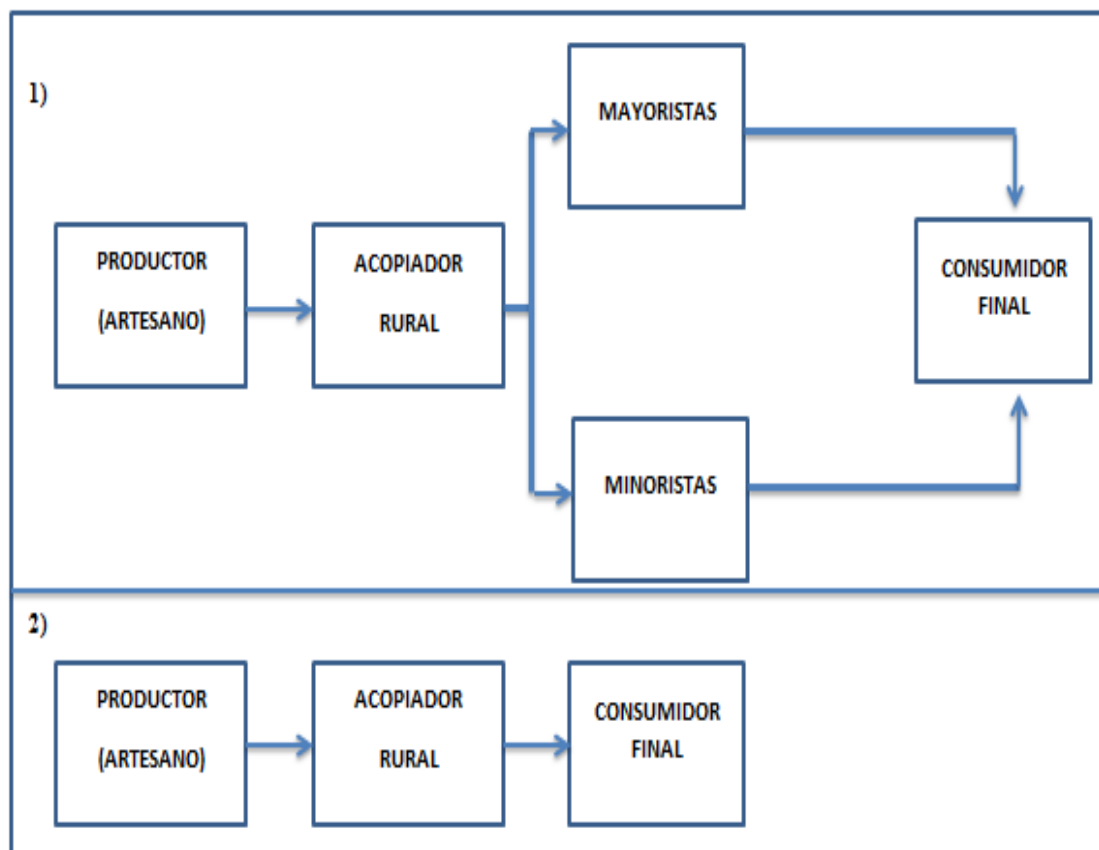 1)
MAYORISTAS
PRODUCTOR
(ARTESANO)
ACOPIADOR
RURAL
CONSUMIDOR
FINAL
MINORISTAS
2)
PRODUCTOR
(ARTESANO)
ACOPIADOR
RURAL
CONSUMIDOR
FINAL